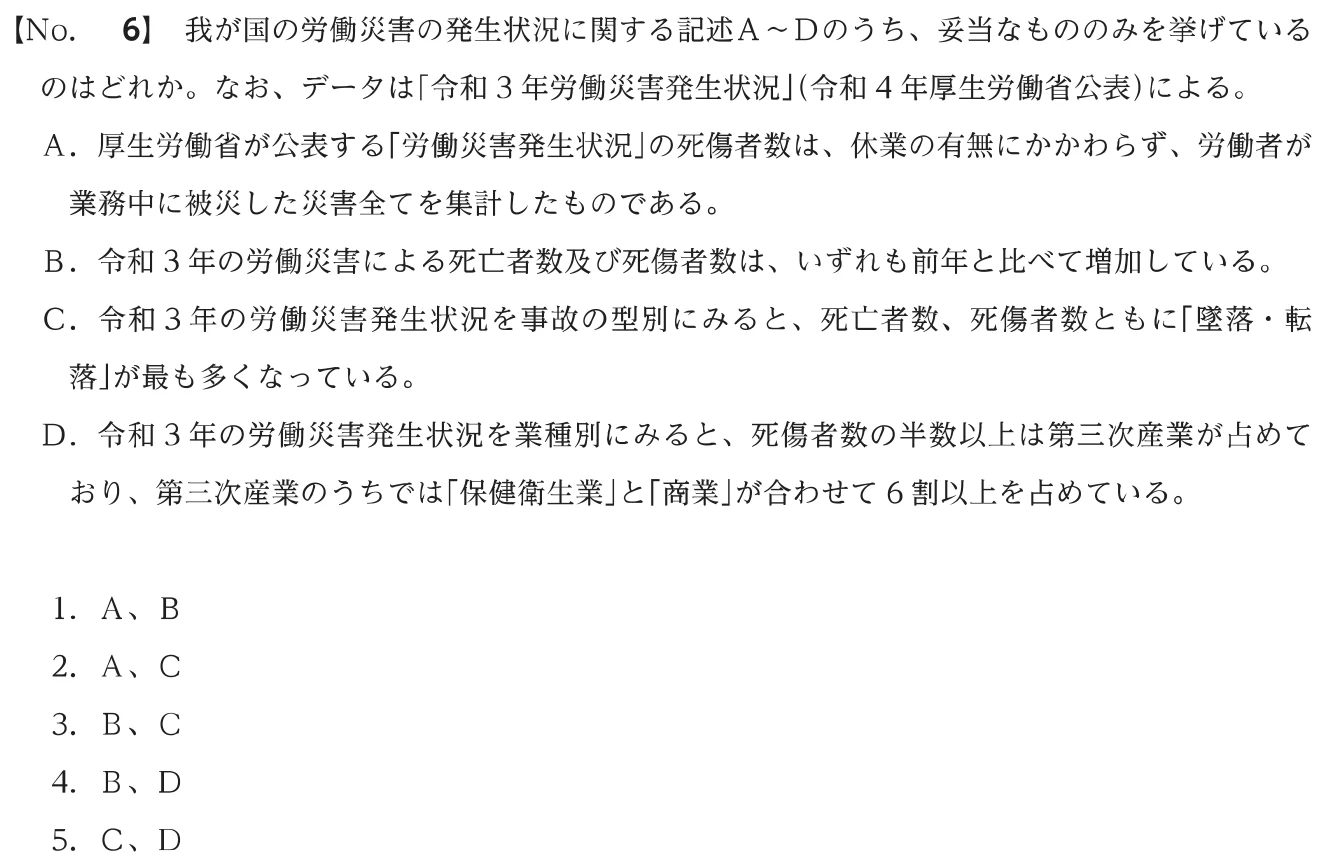 【No. 6】 我が国の労働災害の発生状況に関する記述A~Dのうち、妥当なもののみを挙げている
のはどれか。なお、データは「令和3年労働災害発生状況」(令和4年厚生労働省公表)による。
A. 厚生労働省が公表する「労働災害発生状況」の死傷者数は、休業の有無にかかわらず、労働者が
業務中に被災した災害全てを集計したものである。
B. 令和3年の労働災害による死亡者数及び死傷者数は、いずれも前年と比べて増加している。
C. 令和3年の労働災害発生状況を事故の型別にみると、死亡者数、死傷者数ともに「墜落・転
落」が最も多くなっている。
D. 令和3年の労働災害発生状況を業種別にみると、死傷者数の半数以上は第三次産業が占めて
おり、第三次産業のうちでは「保健衛生業」と「商業」が合わせて6割以上を占めている。
1. A、B
2. A、C
3. B、C
4. B、D
5. C、D